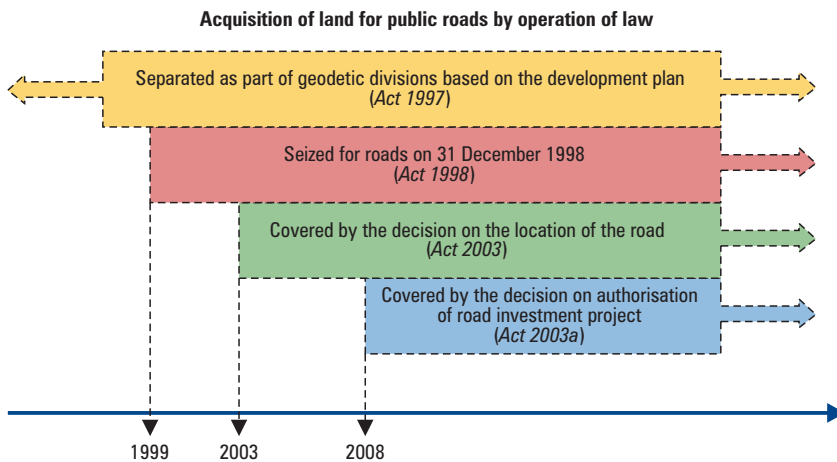 Acquisition of land for public roads by operation of law
Separated as part of geodetic divisions based on the development plan
(Act 1997)
Seized for roads on 31 December 1998
(Act 1998)
Covered by the decision on the location of the road
(Act 2003)
Covered by the decision on authorisation
of road investment project
(Act 2003a)
1999 2003 2008